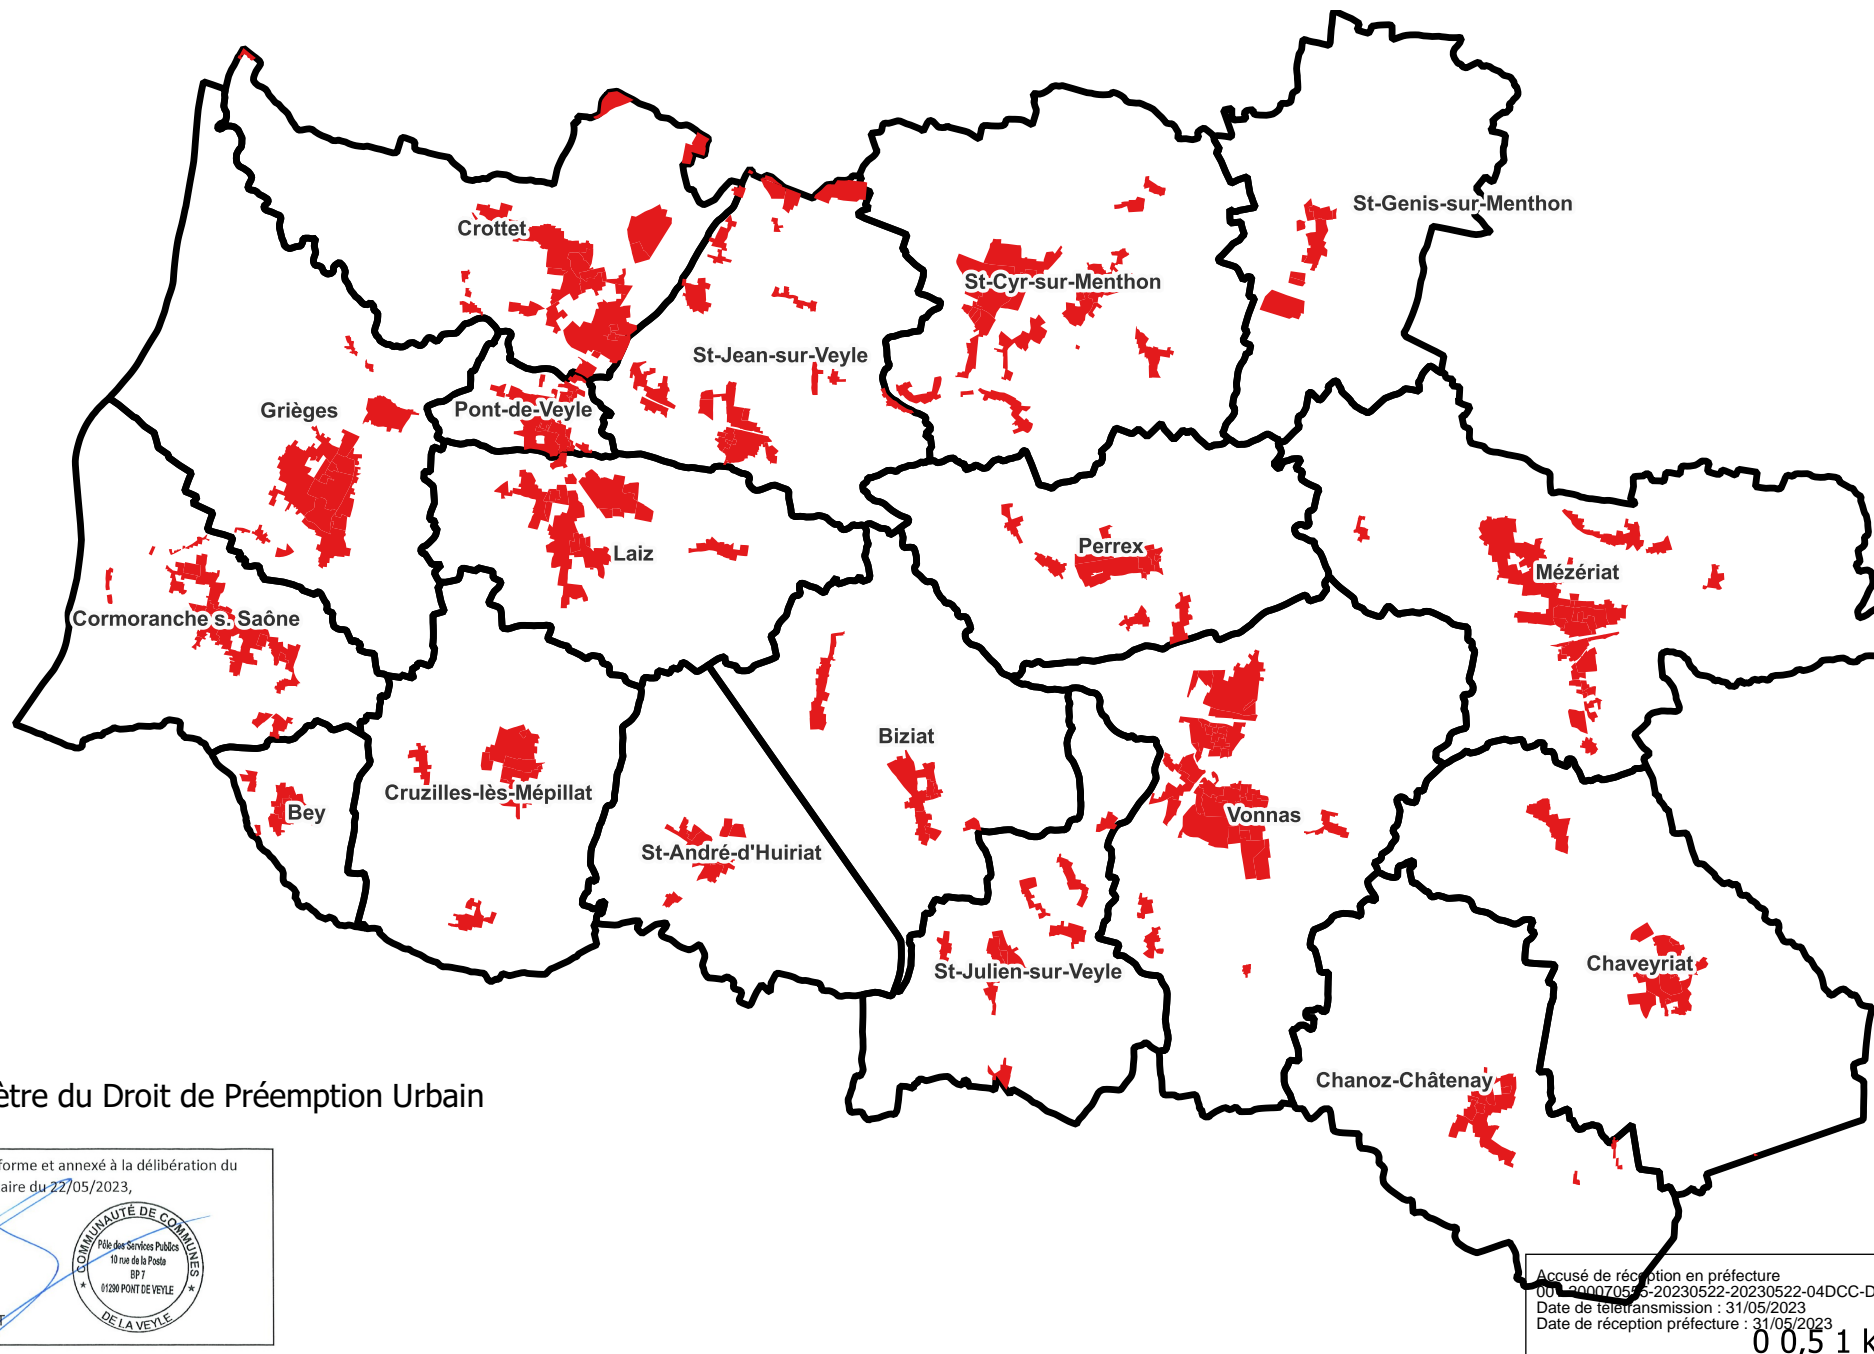 St-Genis-sur-Menthon
Crottet
St-Cyr-sur-Menthon
St-Jean-sur-Veyle
Grièges
Pont-de-Veyle
Laiz
Perrex
Mézériat
Cormoranche s. Saône
Biziat
Cruzilles-lès-Mépillat
Bey
Vonnas
St-André-d'Huiriat
St-Julien-sur-Veyle
Chaveyriat
Chanoz-Châtenay
ètre du Droit de Préemption Urbain
forme et annexé à la délibération du
aire du 22/05/2023,
COMMUNAUTÉ DE COMMUNES
Pôle des Services Publics
10 rue de la Poste
BP 7
01290 PONT DE VEYLE
DE LA VEYLE
T
Accusé de réception en préfecture
-20230522-20230522-04DCC-D
Date de télétransmission : 31/05/2023
Date de réception préfecture : 31/05/2023
0 0,5 1 k